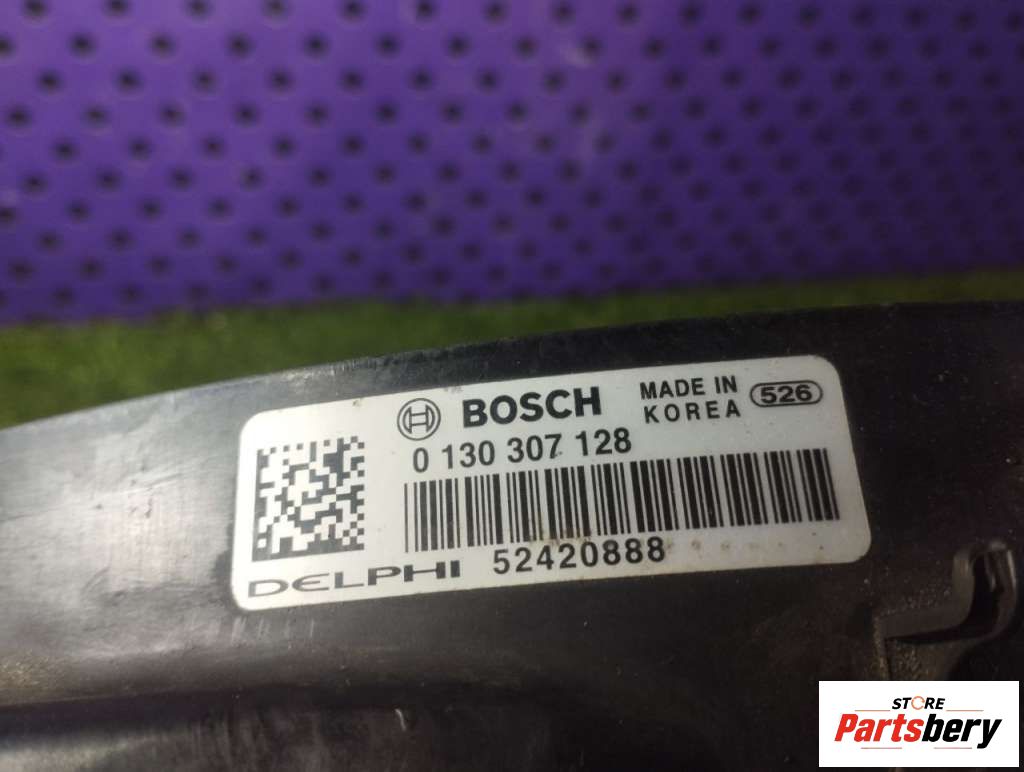 BOSCH
MADE IN
KOREA
526
0 130 307 128
DELPHI
52420888
STORE
Partsbery